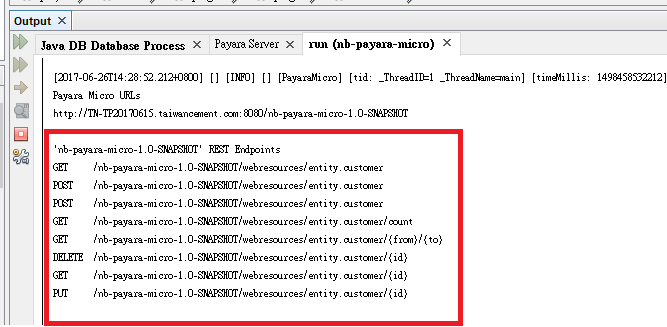 Output ×
Java DB Database Process × Payara Server × run (nb-payara-micro) ×
[2017-06-26T14:28:52.212+0800] [] [INFO] [] [PayaraMicro] [tid: _ThreadID=1 _ThreadName=main] [timeMillis: 1498458532212]
Payara Micro URLs
http://TN-TP20170615.taiwancement.com:8080/nb-payara-micro-1.0-SNAPSHOT
'nb-payara-micro-1.0-SNAPSHOT' REST Endpoints
GET /nb-payara-micro-1.0-SNAPSHOT/webresources/entity.customer
POST /nb-payara-micro-1.0-SNAPSHOT/webresources/entity.customer
POST /nb-payara-micro-1.0-SNAPSHOT/webresources/entity.customer
GET /nb-payara-micro-1.0-SNAPSHOT/webresources/entity.customer/count
GET /nb-payara-micro-1.0-SNAPSHOT/webresources/entity.customer/{from}/{to}
DELETE /nb-payara-micro-1.0-SNAPSHOT/webresources/entity.customer/{id}
GET /nb-payara-micro-1.0-SNAPSHOT/webresources/entity.customer/{id}
PUT /nb-payara-micro-1.0-SNAPSHOT/webresources/entity.customer/{id}